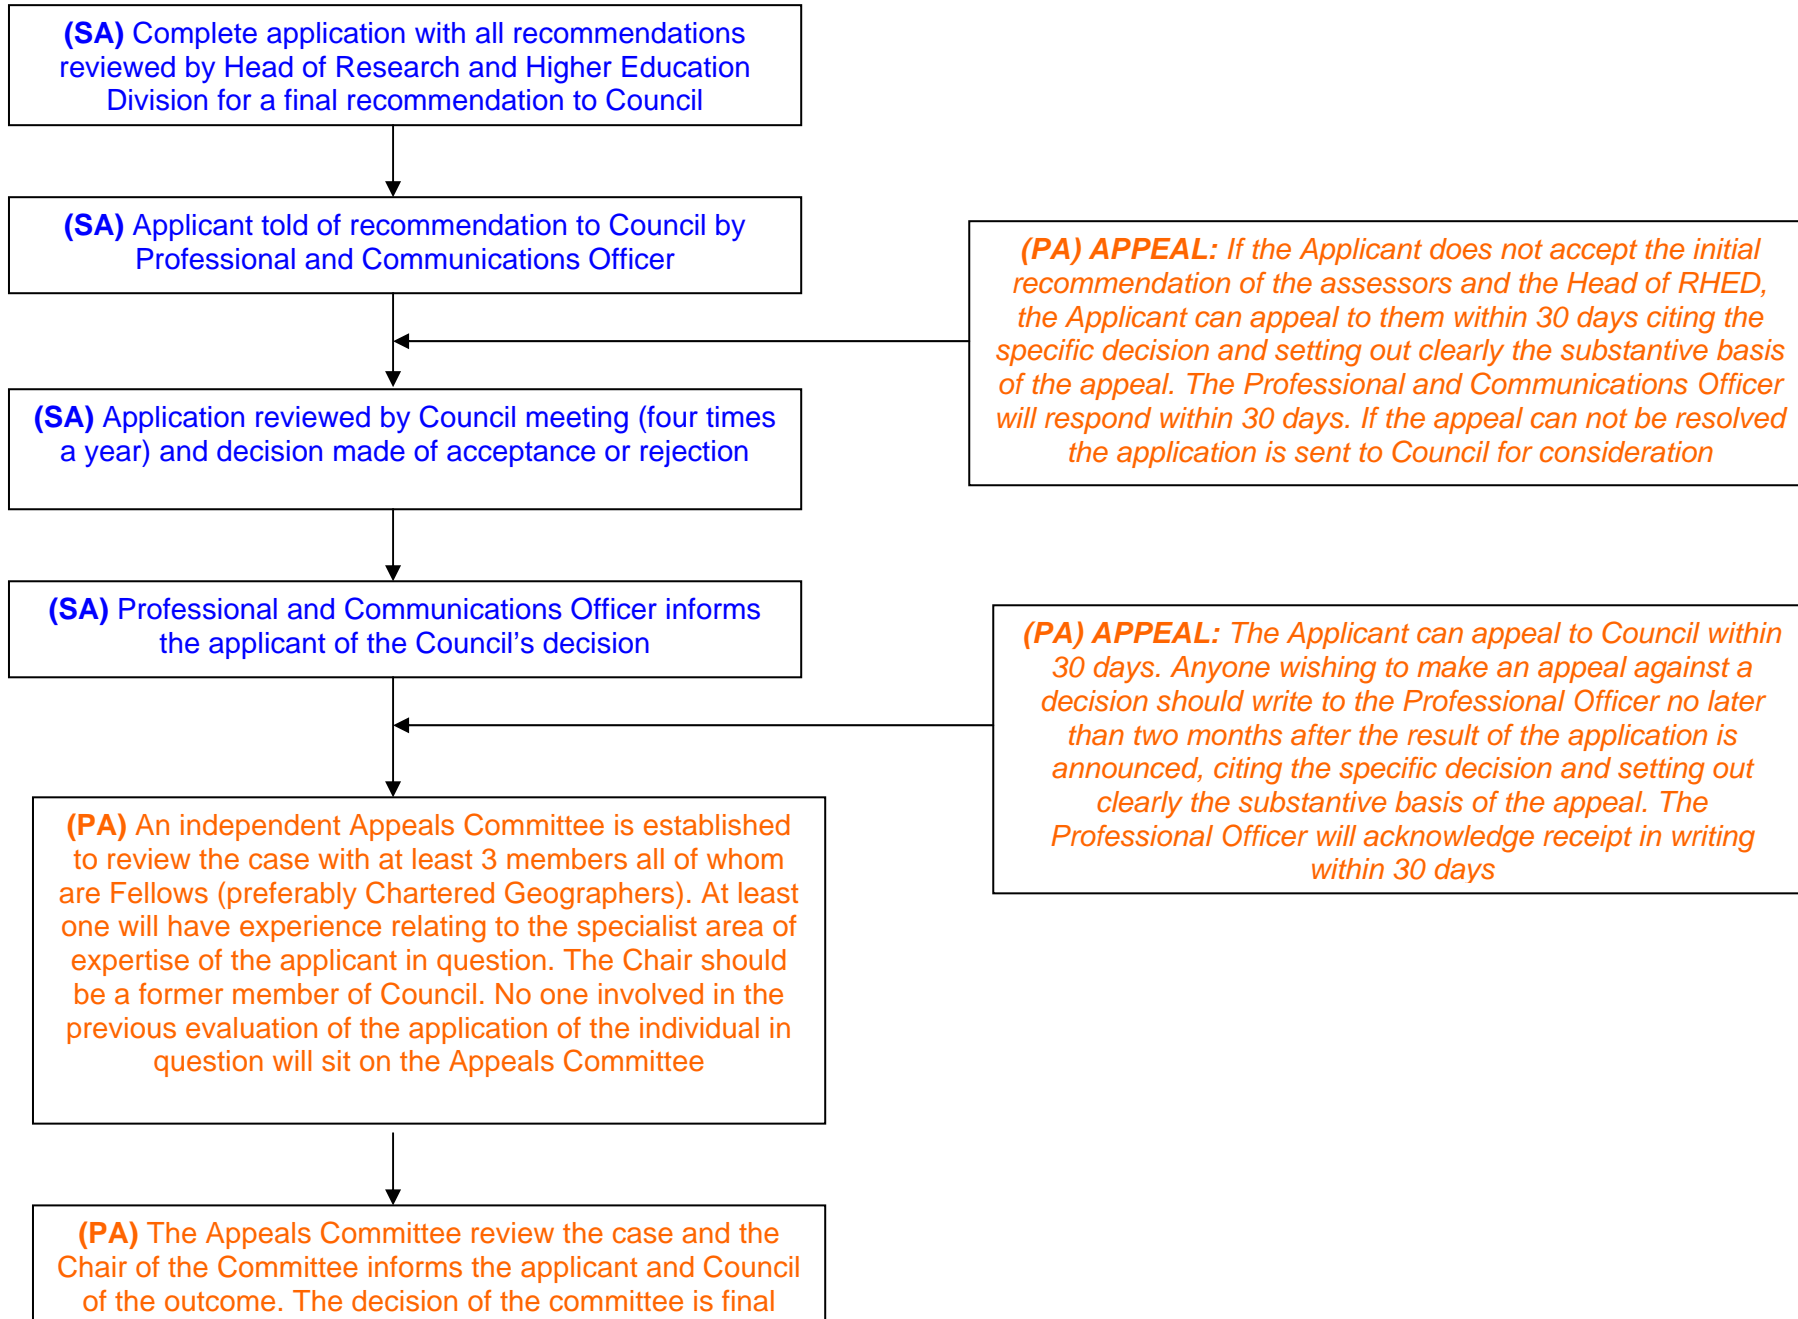 (SA) Complete application with all recommendations
reviewed by Head of Research and Higher Education
Division for a final recommendation to Council
(SA) Applicant told of recommendation to Council by
Professional and Communications Officer
(PA) APPEAL: If the Applicant does not accept the initial
recommendation of the assessors and the Head of RHED,
the Applicant can appeal to them within 30 days citing the
specific decision and setting out clearly the substantive basis
of the appeal. The Professional and Communications Officer
will respond within 30 days. If the appeal can not be resolved
the application is sent to Council for consideration
(SA) Application reviewed by Council meeting (four times
a year) and decision made of acceptance or rejection
(SA) Professional and Communications Officer informs
the applicant of the Council’s decision
(PA) APPEAL: The Applicant can appeal to Council within
30 days. Anyone wishing to make an appeal against a
decision should write to the Professional Officer no later
than two months after the result of the application is
announced, citing the specific decision and setting out
clearly the substantive basis of the appeal. The
Professional Officer will acknowledge receipt in writing
within 30 days
(PA) An independent Appeals Committee is established
to review the case with at least 3 members all of whom
are Fellows (preferably Chartered Geographers). At least
one will have experience relating to the specialist area of
expertise of the applicant in question. The Chair should
be a former member of Council. No one involved in the
previous evaluation of the application of the individual in
question will sit on the Appeals Committee
(PA) The Appeals Committee review the case and the
Chair of the Committee informs the applicant and Council
of the outcome. The decision of the committee is final